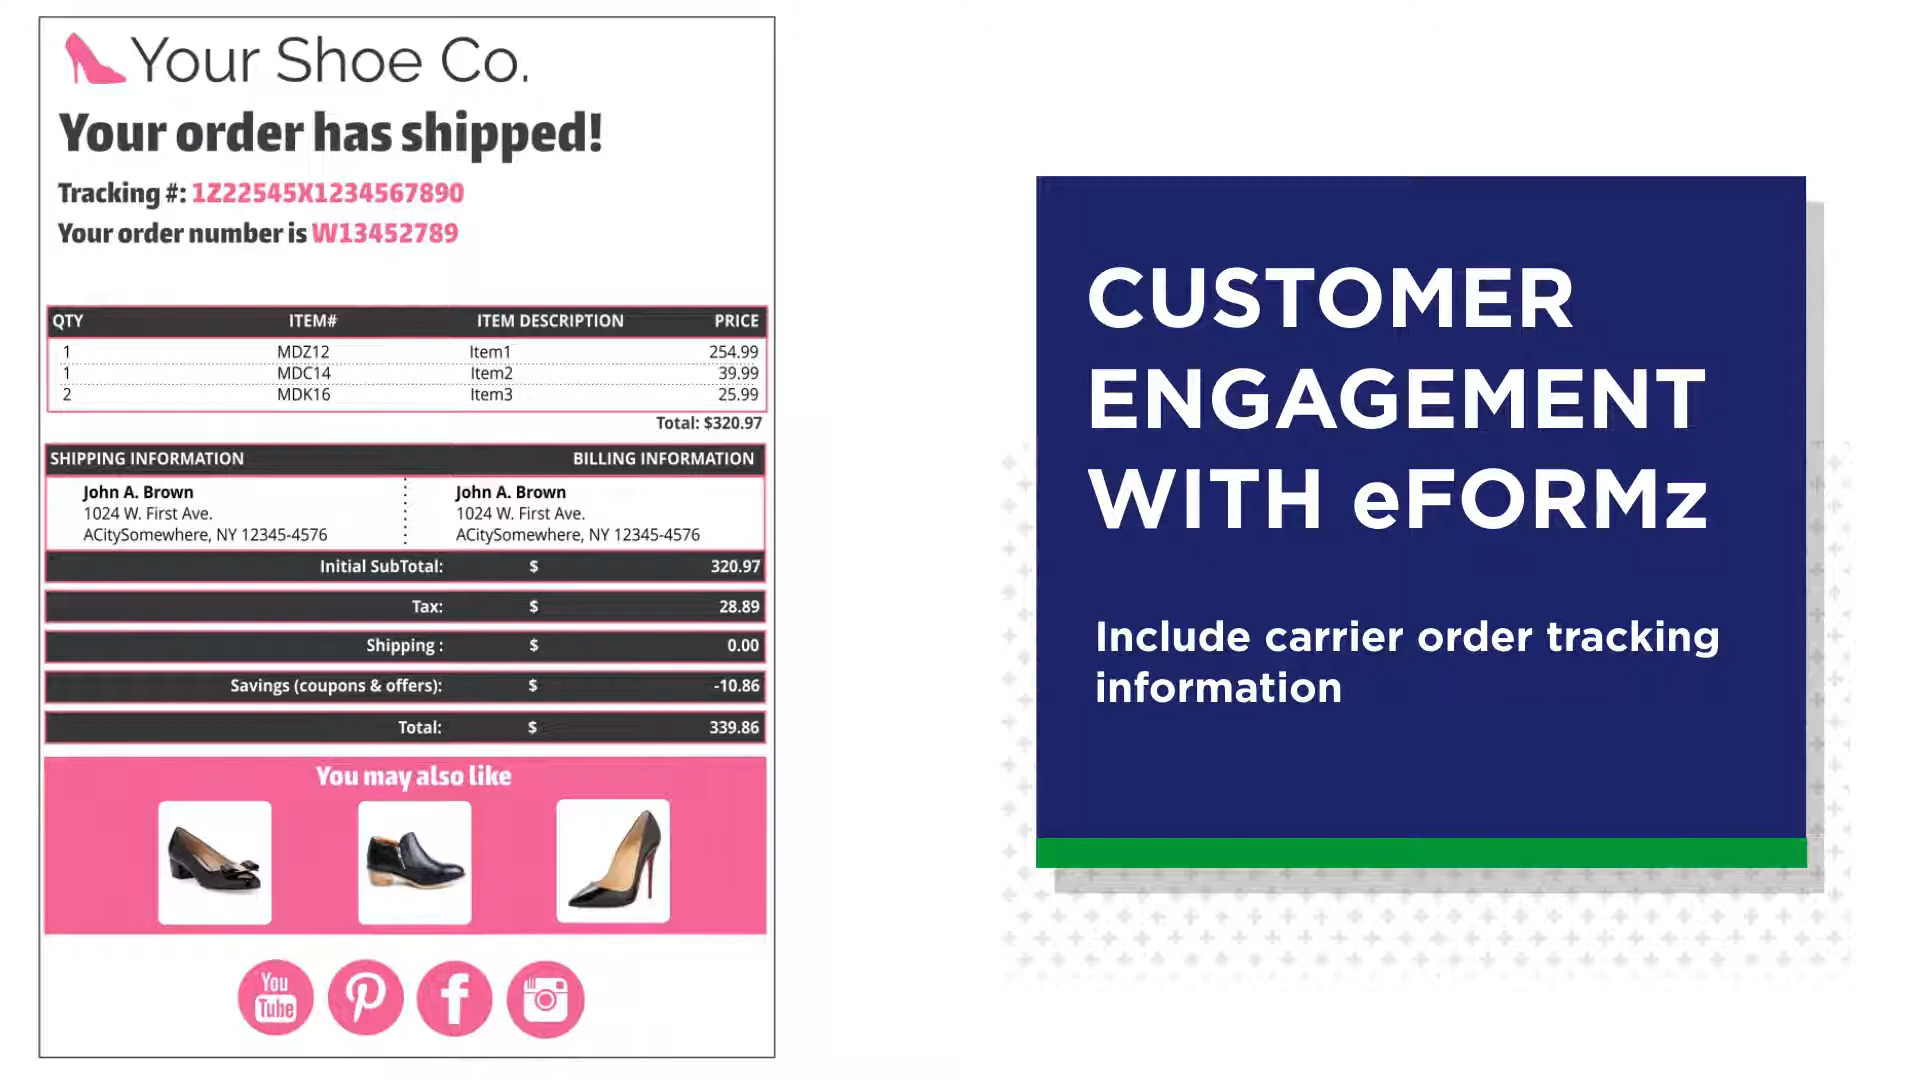 Your Shoe Co.
Your order has shipped!
Tracking #: 1Z22545X1234567890
Your order number is W13452789
QTY ITEM# ITEM DESCRIPTION PRICE
1 MDZ12 Item1 254.99
1 MDC14 Item2 39.99
2 MDK16 Item3 25.99
Total: $320.97
SHIPPING INFORMATION BILLING INFORMATION
John A. Brown John A. Brown
1024 W. First Ave. 1024 W. First Ave.
ACitySomewhere, NY 12345-4576 ACitySomewhere, NY 12345-4576
Initial SubTotal: $ 320.97
Tax: $ 28.89
Shipping : $ 0.00
Savings (coupons & offers): $ -10.86
Total: $ 339.86
You may also like
You
Tube
CUSTOMER
ENGAGEMENT
WITH eFORMz
Include carrier order tracking
information